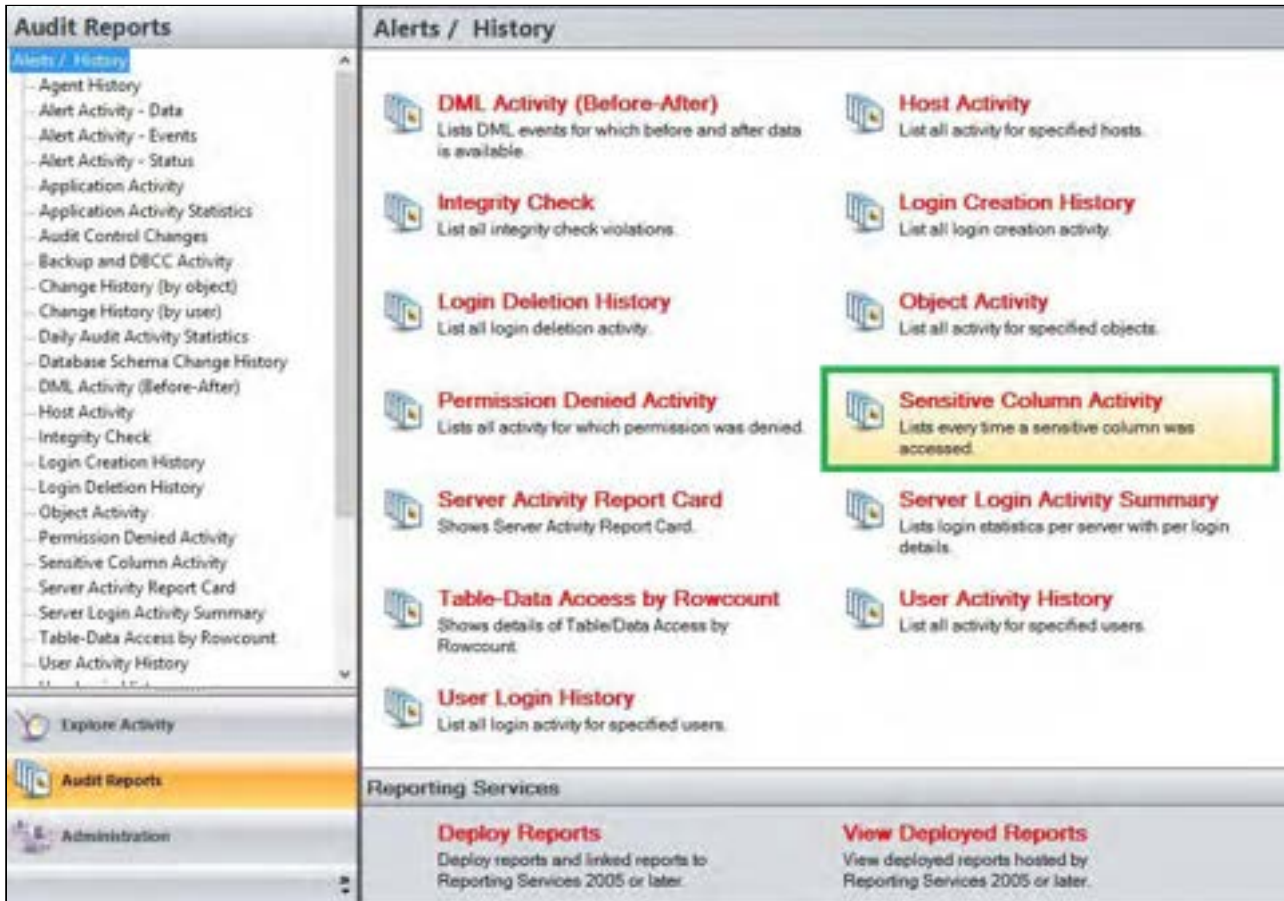 Audit Reports
Alerts / History
Agent History
Alert Activity - Data
Alert Activity - Events
Alert Activity - Status
Application Activity
Application Activity Statistics
Audit Control Changes
Backup and DBCC Activity
Change History (by object)
Change History (by user)
Daily Audit Activity Statistics
Database Schema Change History
DML Activity (Before-After)
Host Activity
Integrity Check
Login Creation History
Login Deletion History
Object Activity
Permission Denied Activity
Sensitive Column Activity
Server Activity Report Card
Server Login Activity Summary
Table-Data Access by Rowcount
User Activity History
Explore Activity
Audit Reports
Administration
Alerts / History
DML Activity (Before-After)
Lists DML events for which before and after data
is available.
Host Activity
List all activity for specified hosts.
Integrity Check
List all integrity check violations.
Login Creation History
List all login creation activity.
Login Deletion History
List all login deletion activity.
Object Activity
List all activity for specified objects.
Permission Denied Activity
Lists all activity for which permission was denied.
Sensitive Column Activity
Lists every time a sensitive column was
accessed.
Server Activity Report Card
Shows Server Activity Report Card.
Server Login Activity Summary
Lists login statistics per server with per login
details.
Table-Data Access by Rowcount
Shows details of Table/Data Access by
Rowcount.
User Activity History
List all activity for specified users.
User Login History
List all login activity for specified users.
Reporting Services
Deploy Reports
Deploy reports and linked reports to
Reporting Services 2005 or later.
View Deployed Reports
View deployed reports hosted by
Reporting Services 2005 or later.